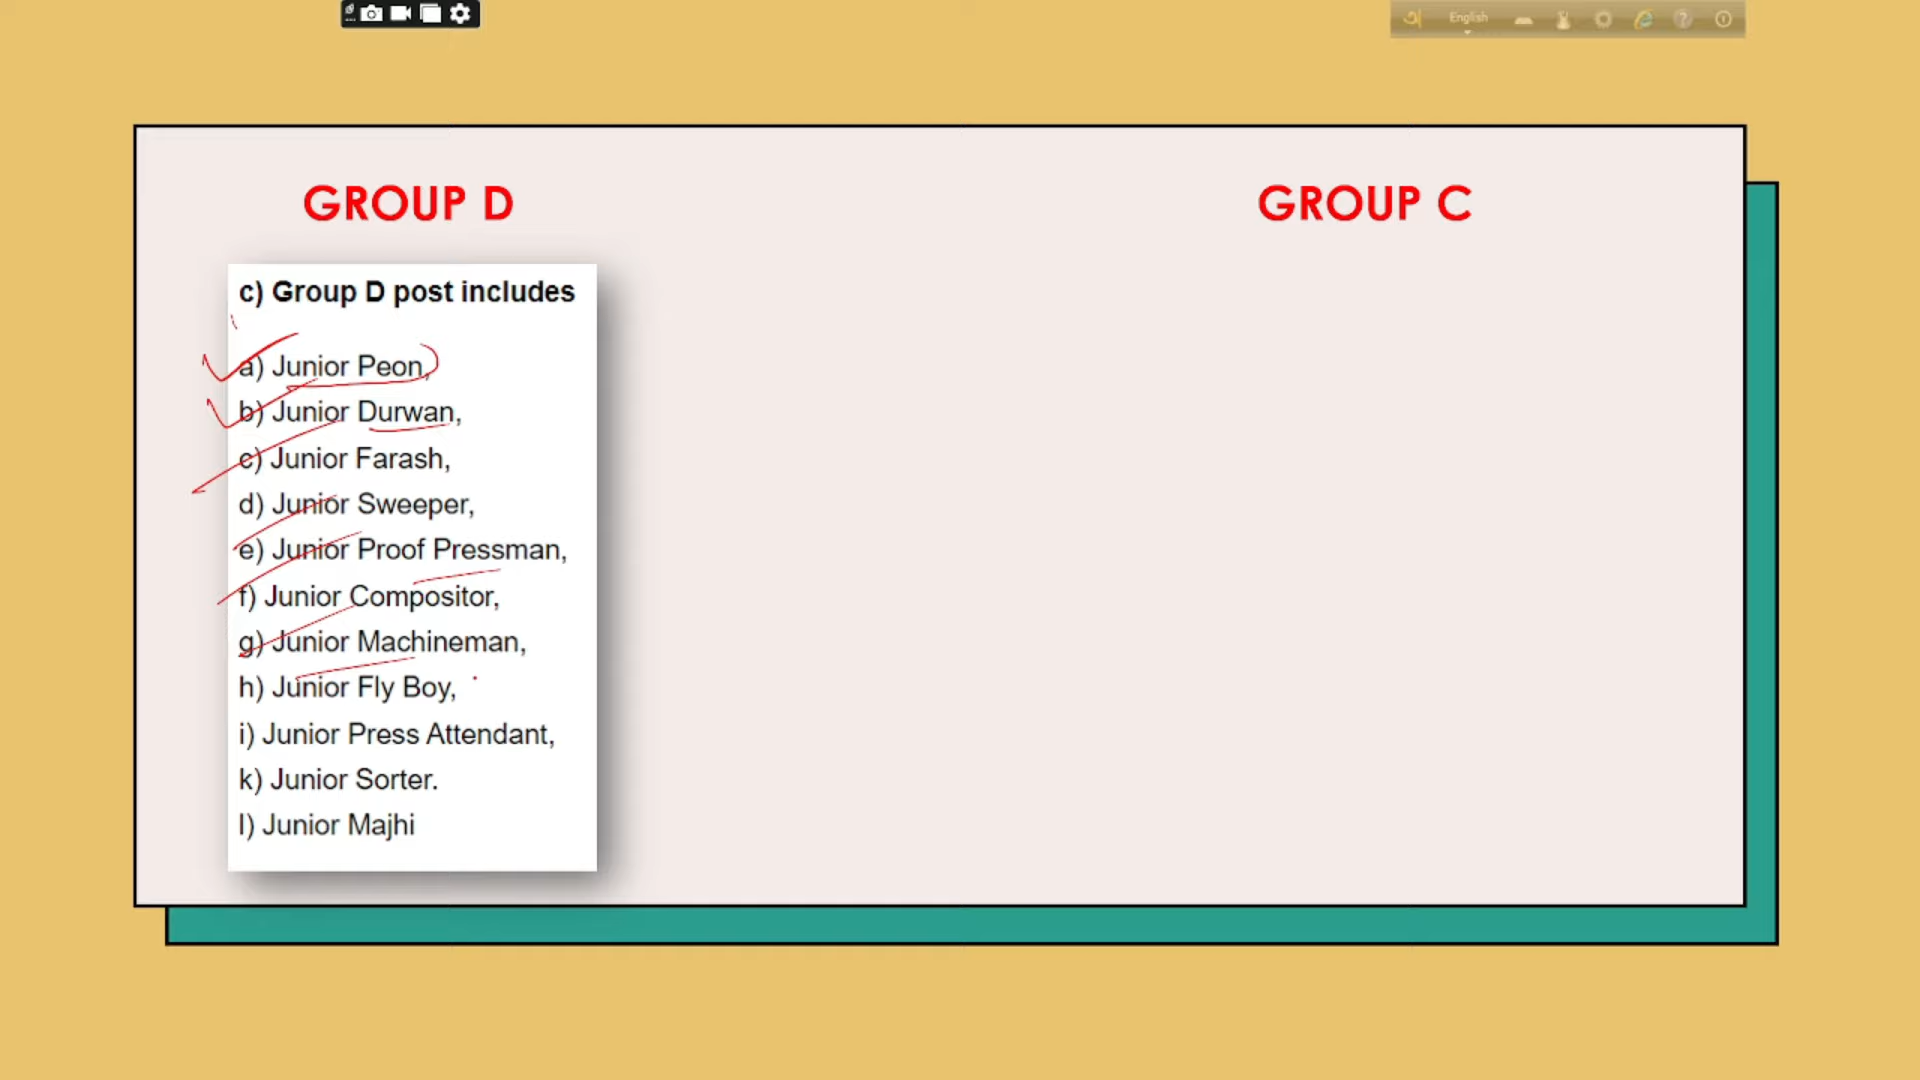 English
GROUP D
GROUP C
c) Group D post includes
a) Junior Peon,
b) Junior Durwan,
c) Junior Farash,
d) Junior Sweeper,
e) Junior Proof Pressman,
f) Junior Compositor,
g) Junior Machineman,
h) Junior Fly Boy,
i) Junior Press Attendant,
k) Junior Sorter.
l) Junior Majhi